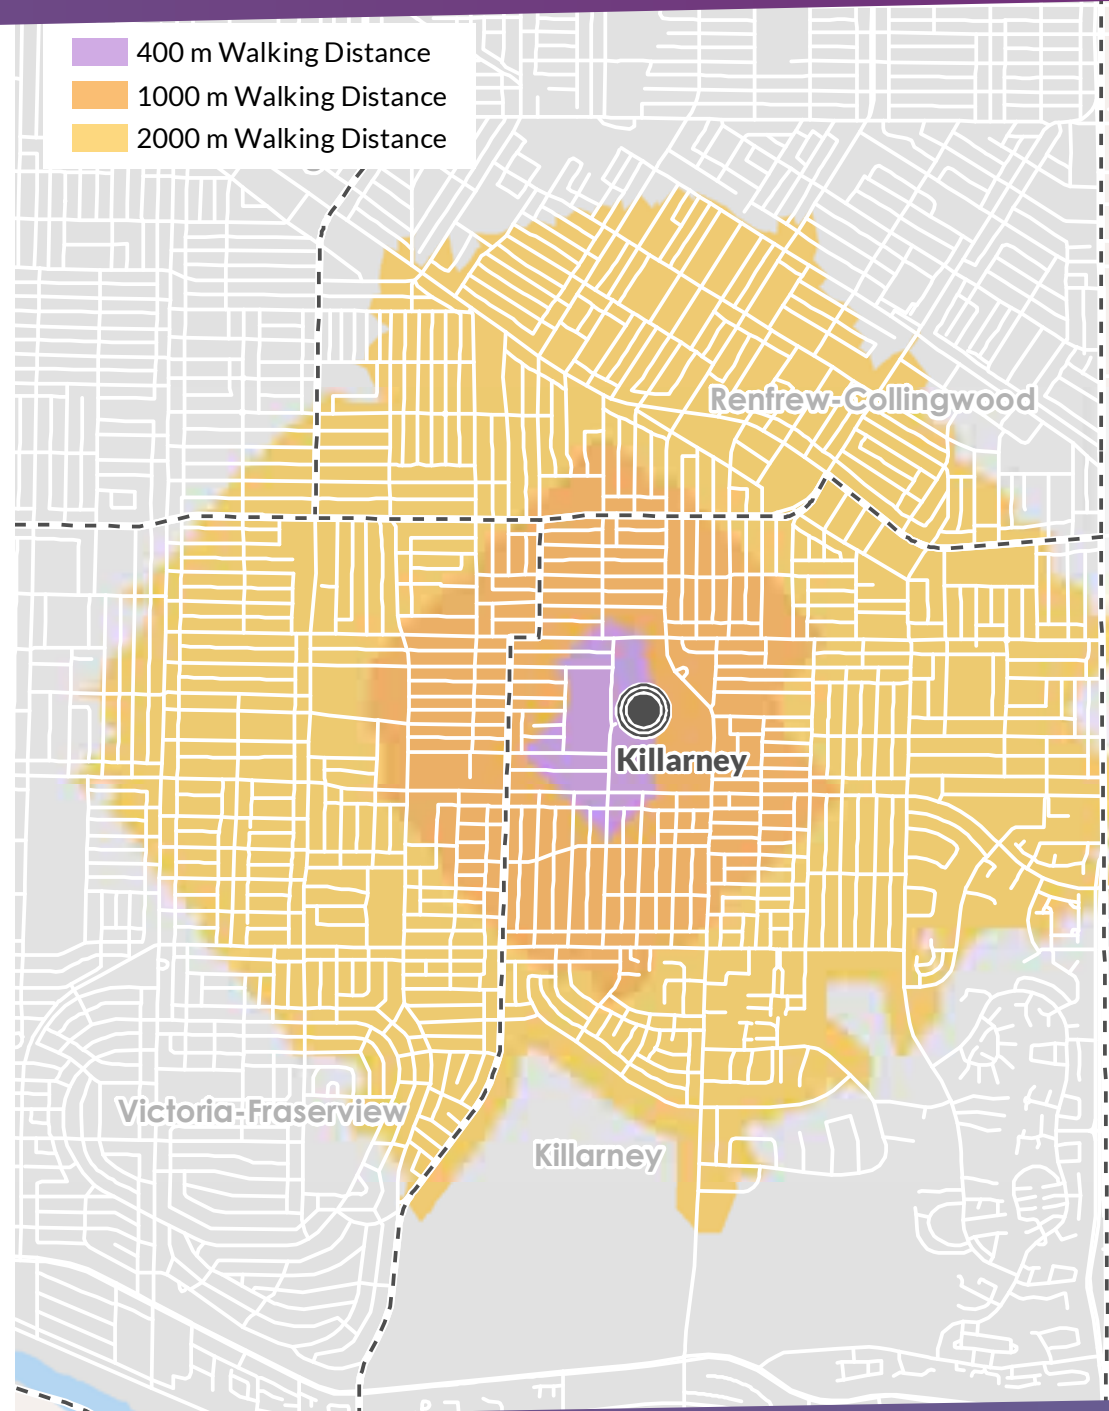 400 m Walking Distance
1000 m Walking Distance
2000 m Walking Distance
Renfrew-Collingwood
Killarney
Victoria-Fraserview
Killarney